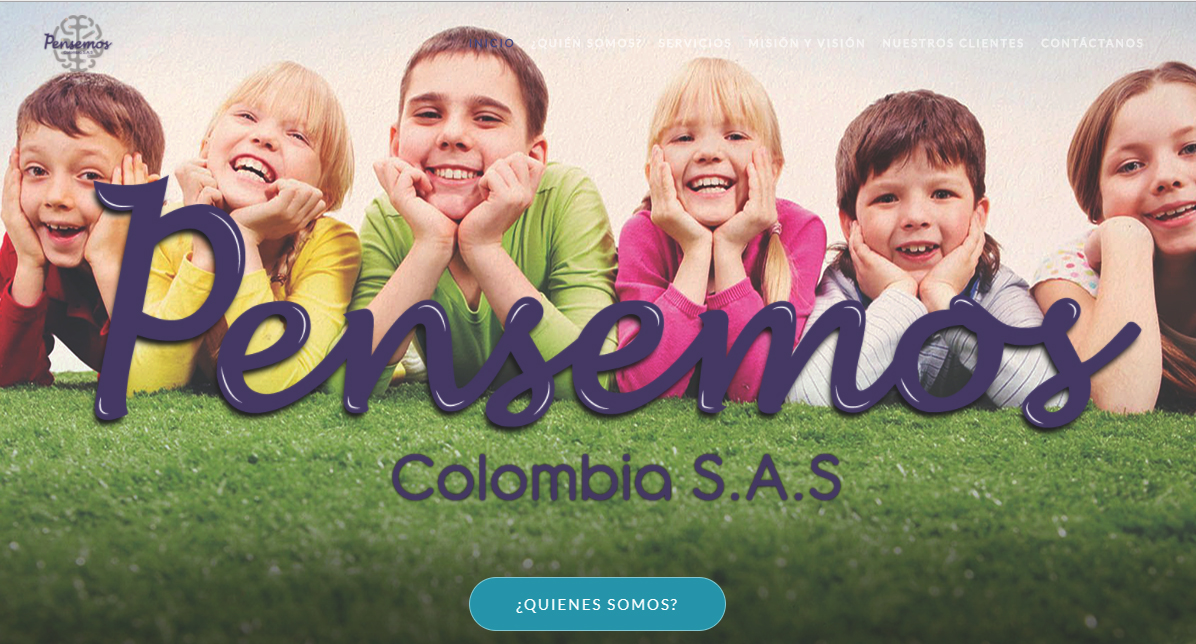 Pensemos
INICIO
¿QUIÉN SOMOS?
SERVICIOS
MISIÓN Y VISIÓN
NUESTROS CLIENTES
CONTÁCTANOS
Pensemos
Colombia S.A.S
¿QUIENES SOMOS?